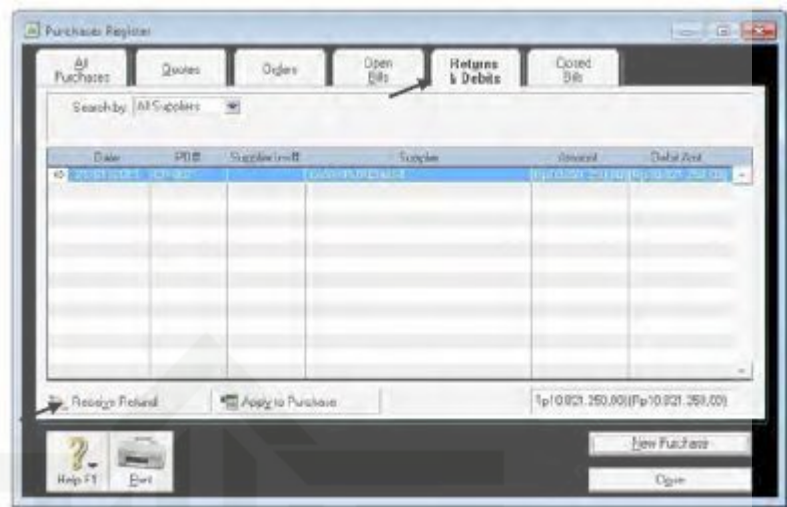 Purchases Register
All Purchases
Quotes
Orders
Open Bills
Returns & Debits
Closed Bills
Search by: All Suppliers
Date PO# Supplier Inv# Supplier Amount Debit Amt
Receive Refund
Apply to Purchase
Help F1
Print
New Purchase
Close